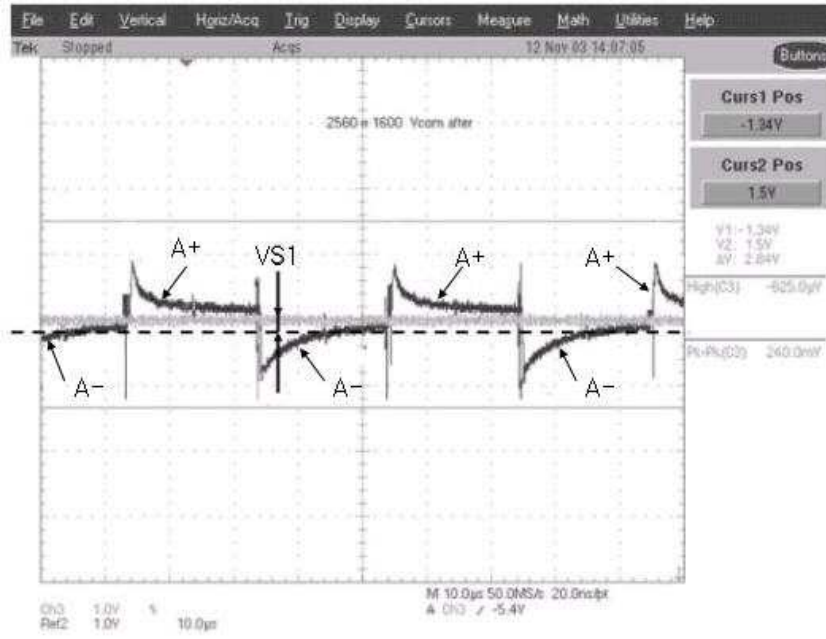 File Edit Vertical Horiz/Acq Trig Display Cursors Measure Math Utilities Help
Tek Stopped Acqs 12 Nov 03 14:07:05 Buttons
Curs1 Pos
-1.34V
2560 × 1600 Vcom after
Curs2 Pos
1.5V
V1: -1.34V
V2: 1.5V
ΔV: 2.84V
A+ VS1 A+ A+
High(C3) -625.0µV
Pk-Pk(C3) 240.0mV
A− A− A−
M 10.0µs 50.0MS/s 20.0ns/pt
Ch3 1.0V
A Ch3 / -5.4V
Ref2 1.0V 10.0µs